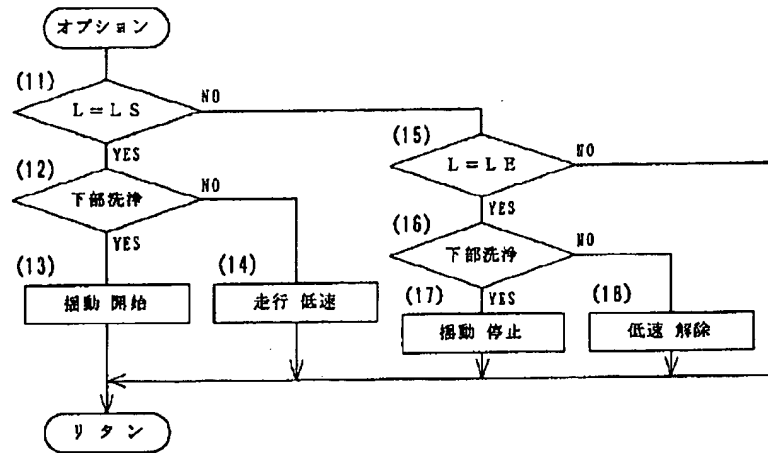 オプション
(11)
L=LS
NO
YES
(12)
下部洗浄
NO
YES
(13)
揺動 開始
(14)
走行 低速
(15)
L=LE
NO
YES
(16)
下部洗浄
NO
YES
(17)
揺動 停止
(18)
低速 解除
リタン